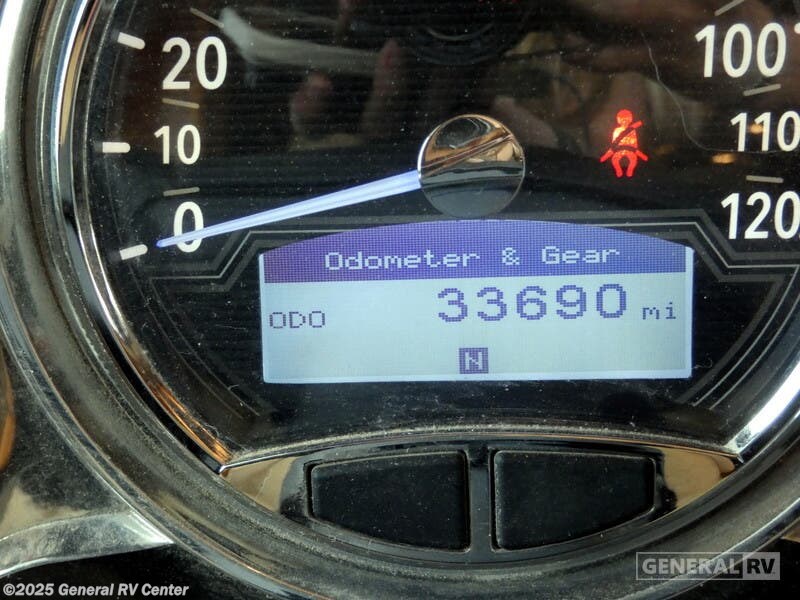 20
10
0
100
110
120
Odometer & Gear
ODO 33690 mi
N
GENERAL RV
©2025 General RV Center